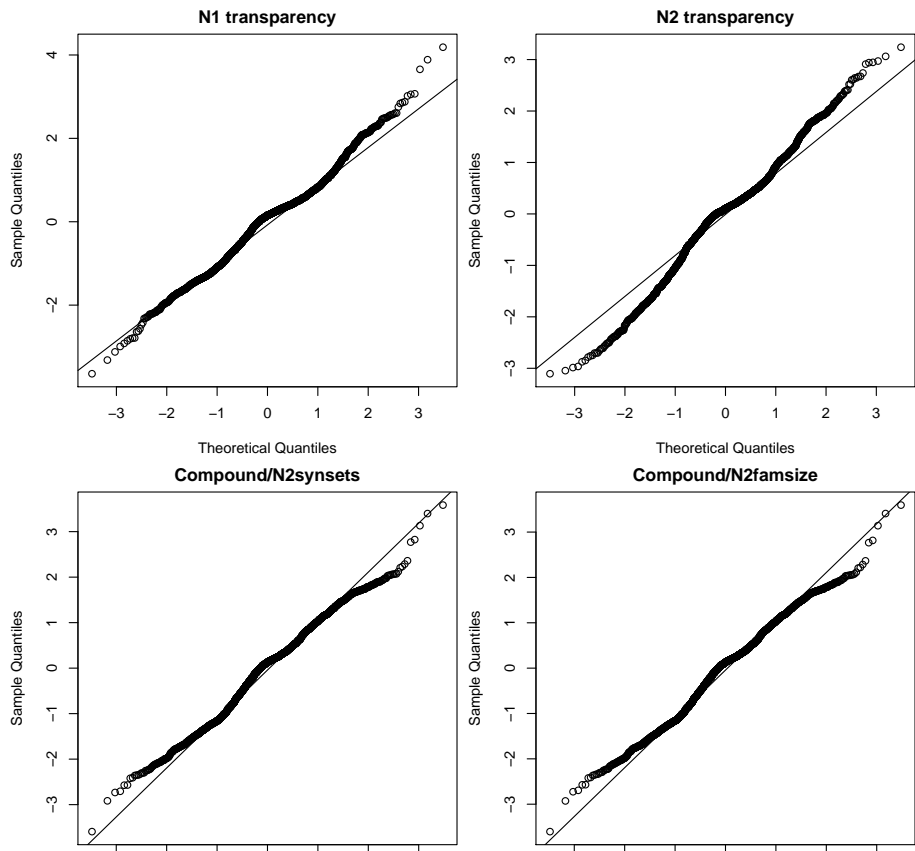 N1 transparency
N2 transparency
Sample Quantiles
4
2
0
−2
−3 −2 −1 0 1 2 3
Theoretical Quantiles
Sample Quantiles
3
2
1
0
−1
−2
−3
−3 −2 −1 0 1 2 3
Theoretical Quantiles
Compound/N2synsets
Compound/N2famsize
Sample Quantiles
3
2
1
0
−1
−2
−3
Sample Quantiles
3
2
1
0
−1
−2
−3